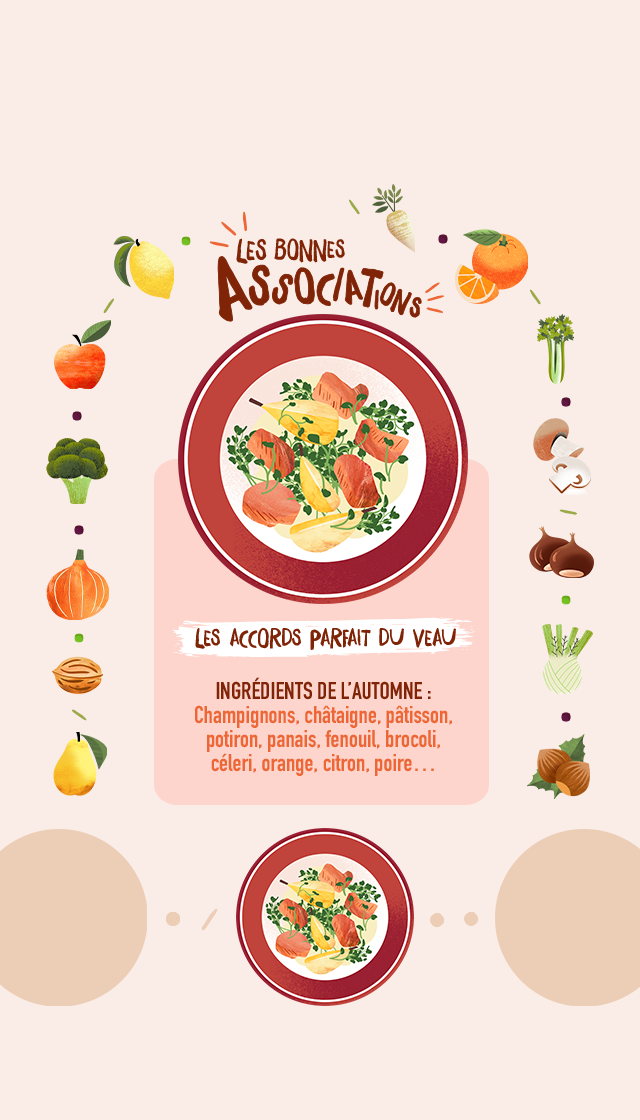 LES BONNES
ASSOCIATIONS
LES ACCORDS PARFAIT DU VEAU
INGRÉDIENTS DE L'AUTOMNE :
Champignons, châtaigne, pâtisson,
potiron, panais, fenouil, brocoli,
céleri, orange, citron, poire...